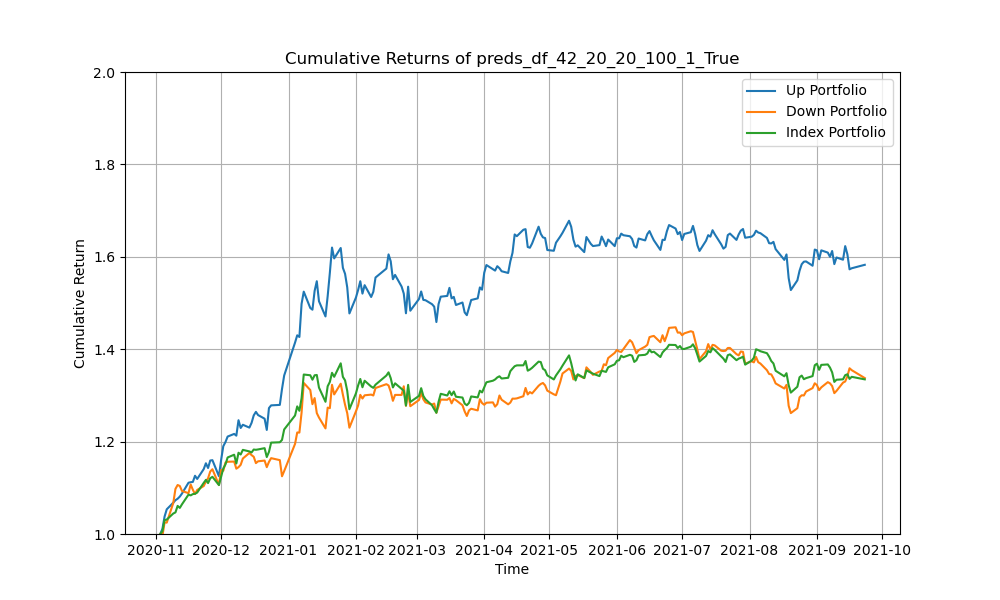 Cumulative Returns of preds_df_42_20_20_100_1_True
Up Portfolio
Down Portfolio
Index Portfolio
2.0
1.8
1.6
1.4
1.2
1.0
Cumulative Return
2020-11 2020-12 2021-01 2021-02 2021-03 2021-04 2021-05 2021-06 2021-07 2021-08 2021-09 2021-10
Time